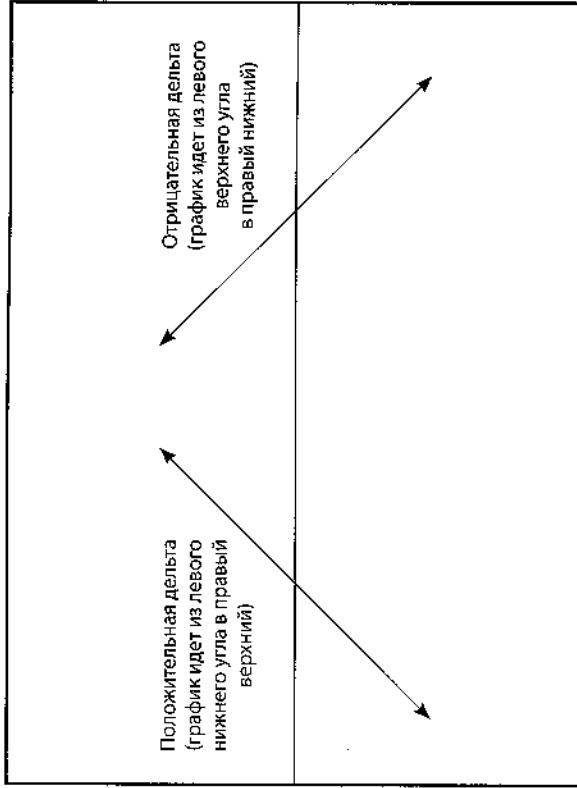 Положительная дельта
(график идет из левого
нижнего угла в правый
верхний)
Отрицательная дельта
(график идет из левого
верхнего угла
в правый нижний)